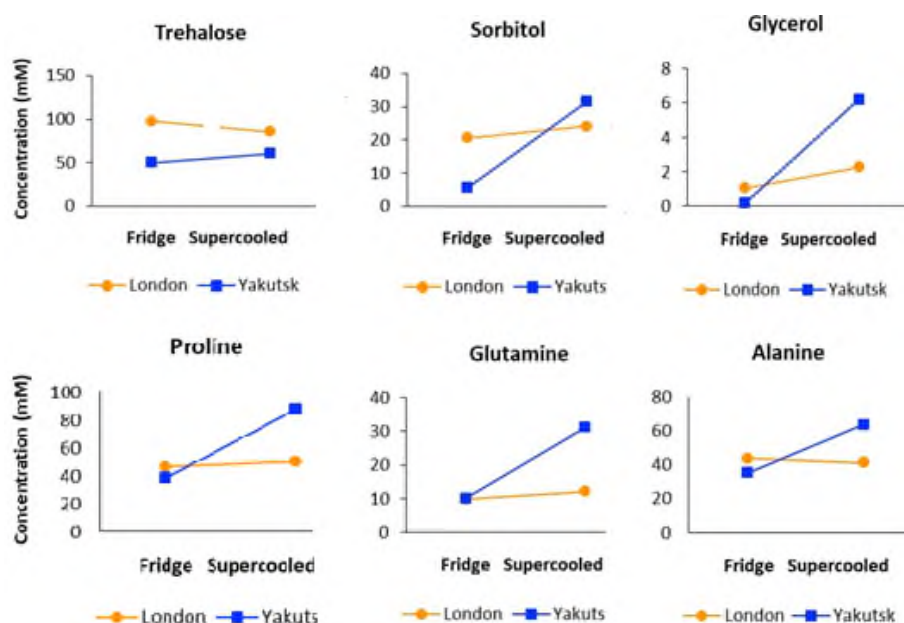 Trehalose
Concentration (mM)
150
100
50
0
Fridge Supercooled
London Yakutsk
Sorbitol
40
30
20
10
0
Fridge Supercooled
London Yakuts
Glycerol
8
6
4
2
0
Fridge Supercooled
London Yakutsk
Proline
Concentration (mM)
100
80
60
40
20
0
Fridge Supercooled
London Yakuts
Glutamine
40
30
20
10
0
Fridge Supercooled
London Yakuts
Alanine
80
60
40
20
0
Fridge Supercooled
London Yakutsk